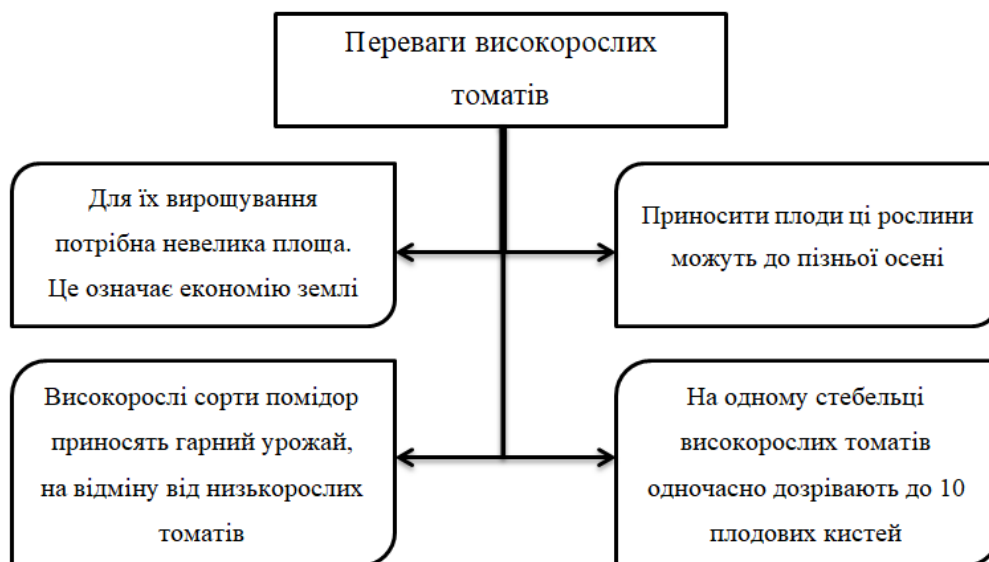 Переваги високорослих
томатів
Для їх вирощування
потрібна невелика площа.
Це означає економію землі
Приносити плоди ці рослини
можуть до пізньої осені
Високорослі сорти помідор
приносять гарний урожай,
на відміну від низькорослих
томатів
На одному стебельці
високорослих томатів
одночасно дозрівають до 10
плодових кистей